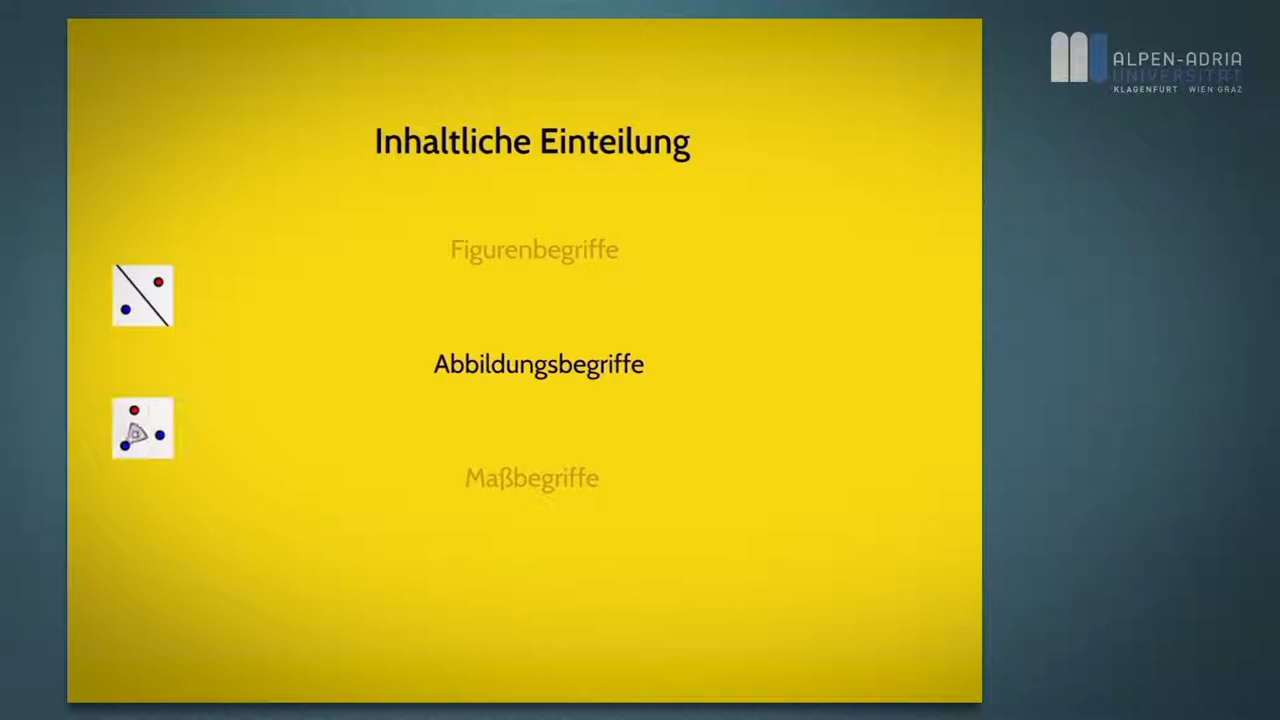 ALPEN-ADRIA
UNIVERSITÄT
KLAGENFURT WIEN GRAZ
Inhaltliche Einteilung
Figurenbegriffe
Abbildungsbegriffe
Maßbegriffe